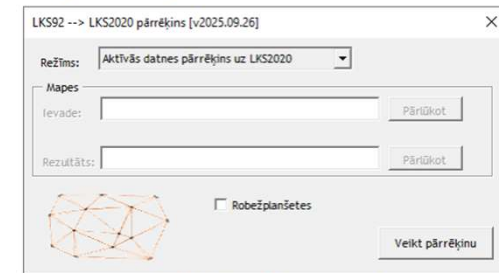 LKS92 --> LKS2020 pārrēķins [v2025.09.26]
Režīms: Aktīvās datnes pārrēķins uz LKS2020
Mapes
Ievade: Pārlūkot
Rezultāts: Pārlūkot
Robežplanšetes
Veikt pārrēķinu